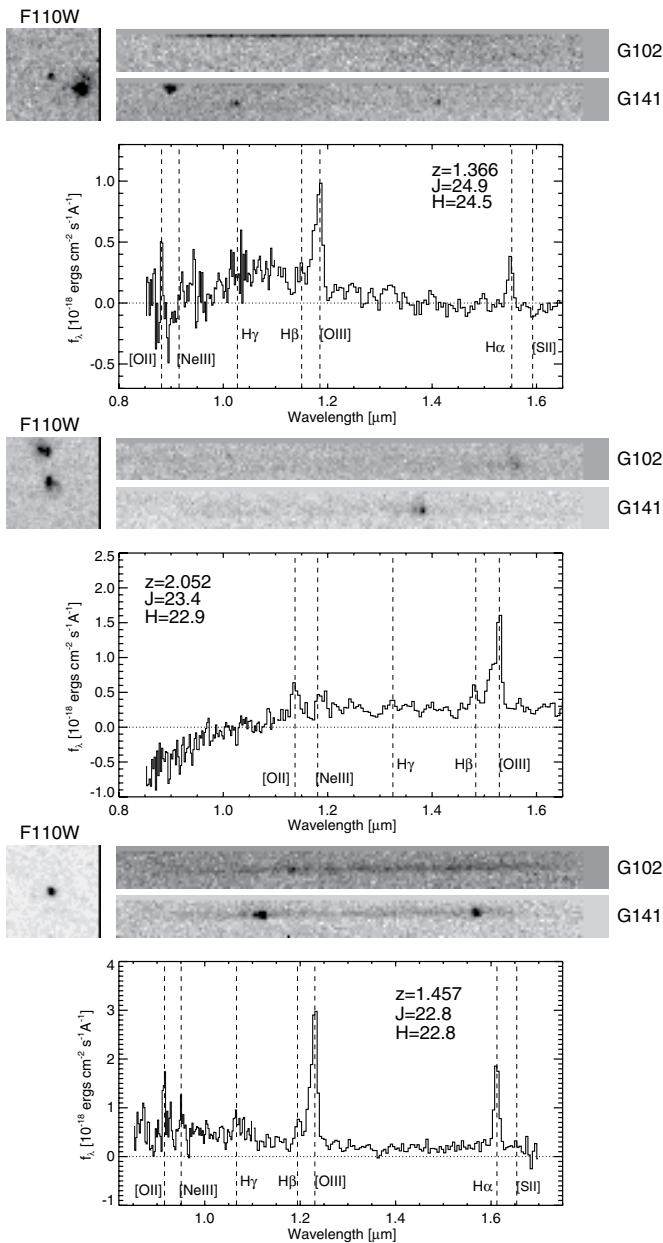 F110W
G102
G141
z=1.366
J=24.9
H=24.5
1.0
0.5
0.0
-0.5
fλ [10⁻¹⁸ ergs cm⁻² s⁻¹A⁻¹]
[OII]
[NeIII]
Hγ
Hβ
[OIII]
Hα
[SII]
0.8 1.0 1.2 1.4 1.6
Wavelength [μm]
F110W
G102
G141
z=2.052
J=23.4
H=22.9
2.5
2.0
1.5
1.0
0.5
0.0
-0.5
-1.0
fλ [10⁻¹⁸ ergs cm⁻² s⁻¹A⁻¹]
[OII]
[NeIII]
Hγ
Hβ
[OIII]
0.8 1.0 1.2 1.4 1.6
Wavelength [μm]
F110W
G102
G141
z=1.457
J=22.8
H=22.8
4
3
2
1
0
-1
fλ [10⁻¹⁸ ergs cm⁻² s⁻¹A⁻¹]
[OII]
[NeIII]
Hγ
Hβ
[OIII]
Hα
[SII]
1.0 1.2 1.4 1.6
Wavelength [μm]